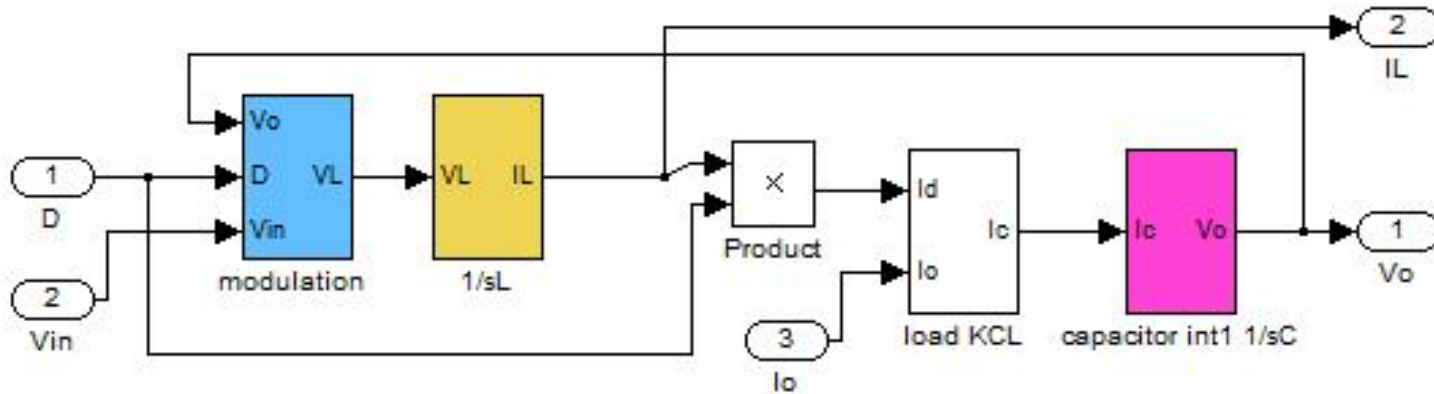 2
IL
Vo
D
Vin
VL
modulation
VL
IL
1/sL
1
D
2
Vin
×
Product
Id
Io
Ic
load KCL
3
Io
Ic
Vo
capacitor int1 1/sC
1
Vo